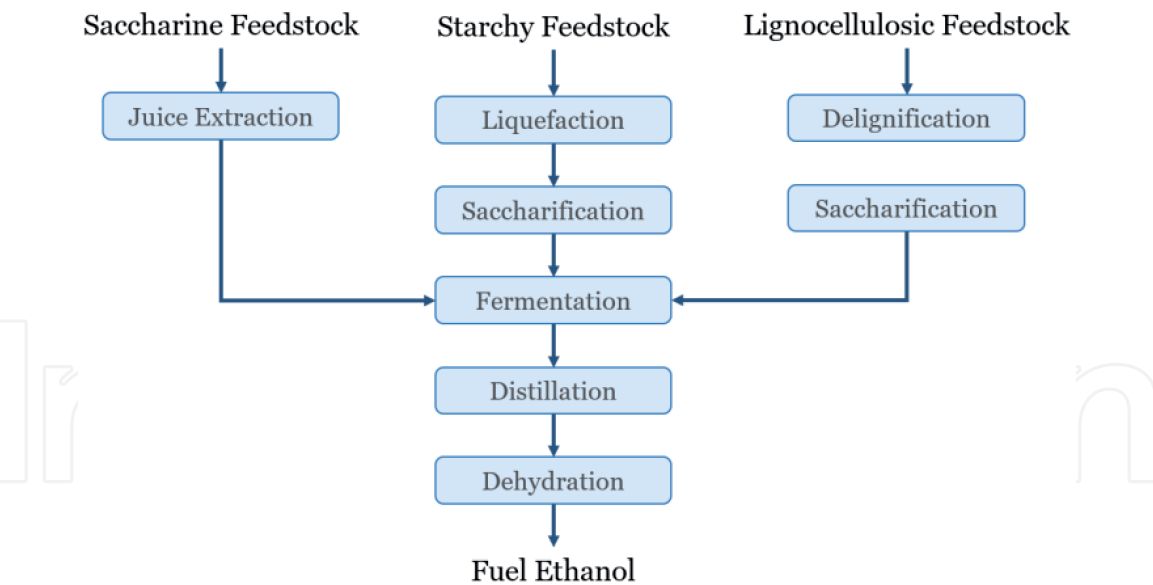 Saccharine Feedstock
Starchy Feedstock
Lignocellulosic Feedstock
Juice Extraction
Liquefaction
Delignification
Saccharification
Saccharification
Fermentation
Distillation
Dehydration
Fuel Ethanol